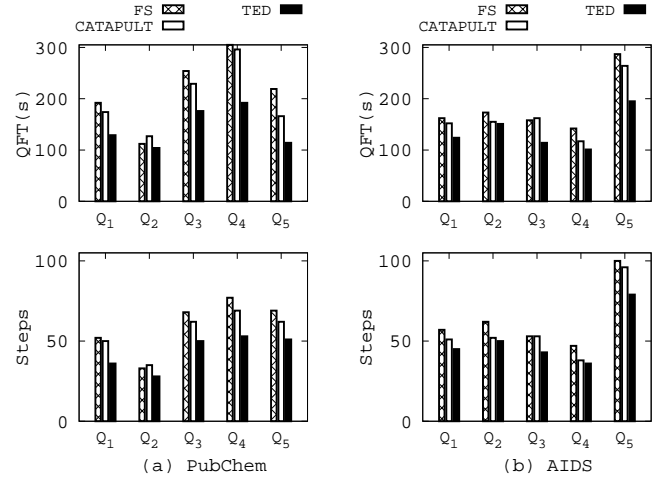 FS TED FS TED
CATAPULT CATAPULT
300 300
200 200
QFT(s) QFT(s)
100 100
0 0
Q1 Q2 Q3 Q4 Q5 Q1 Q2 Q3 Q4 Q5
100 100
Steps Steps
50 50
0 0
Q1 Q2 Q3 Q4 Q5 Q1 Q2 Q3 Q4 Q5
(a) PubChem (b) AIDS